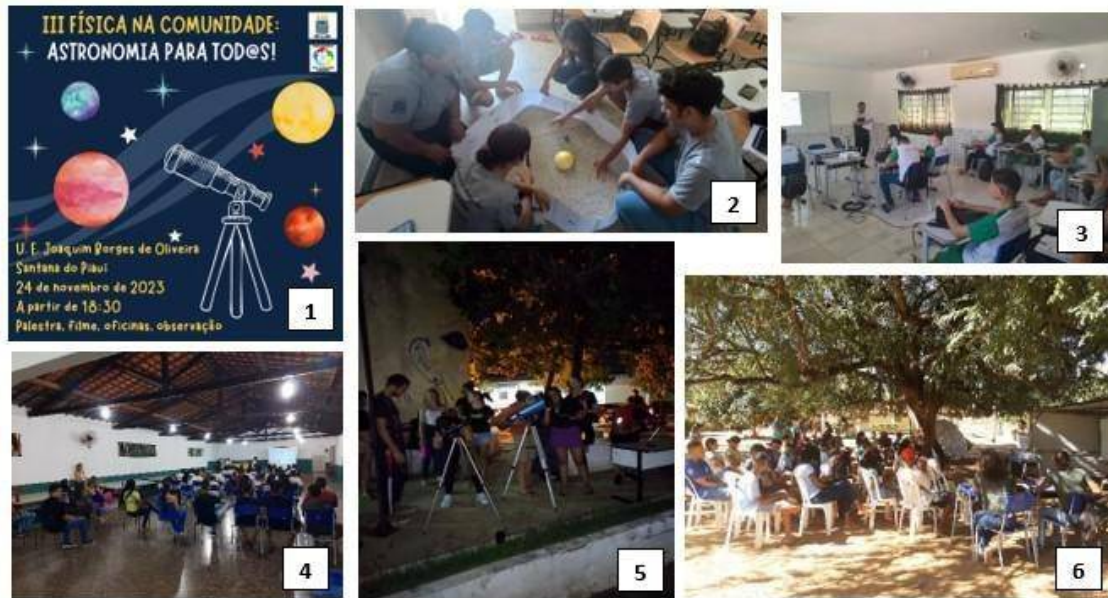 III FÍSICA NA COMUNIDADE:
ASTRONOMIA PARA TOD@S!
U. E. Joaquim Borges de Oliveira
Santana do Piauí
24 de novembro de 2023
A partir de 18:30
Palestra, filme, oficinas, observação
1
2
3
4
5
6